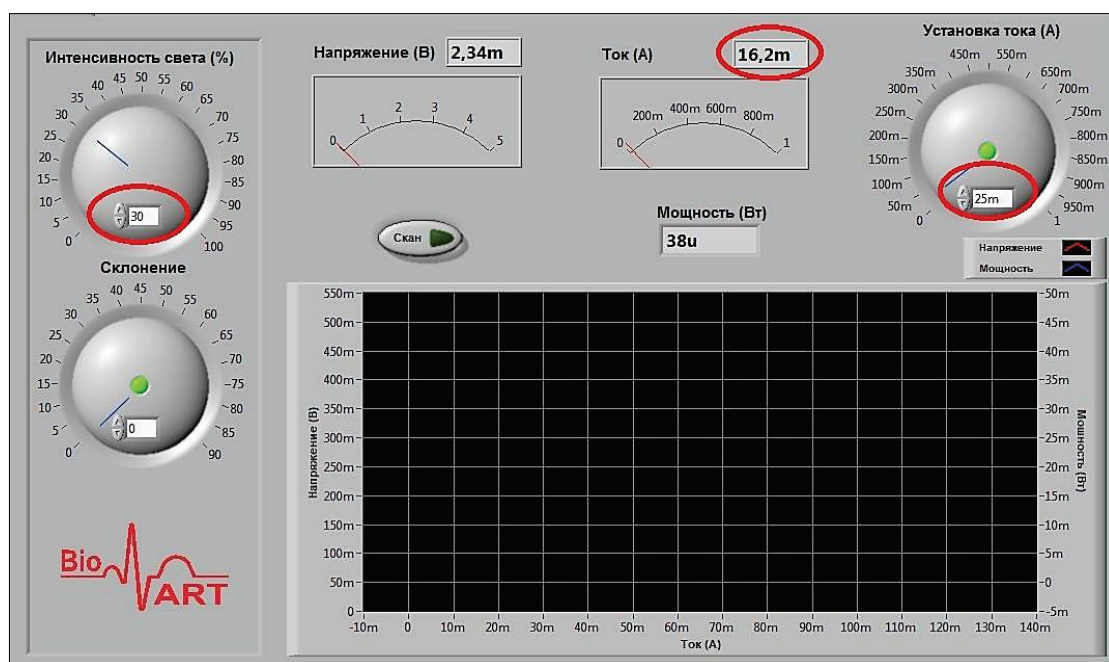 Интенсивность света (%)
0
5
10
15
20
25
30
35
40
45
50
55
60
65
70
75
80
85
90
95
100
30
Склонение
0
5
10
15
20
25
30
35
40
45
50
55
60
65
70
75
80
85
90
0
Bio
ART
Напряжение (В) 2,34m
0
1
2
3
4
5
Ток (А) 16,2m
0
200m
400m
600m
800m
1
Установка тока (А)
0
50m
100m
150m
200m
250m
300m
350m
450m
550m
650m
700m
750m
800m
850m
900m
950m
1
25m
Скан
Мощность (Вт)
38u
Напряжение
Мощность
Напряжение (В)
550m
500m
450m
400m
350m
300m
250m
200m
150m
100m
50m
0
-10m 0 10m 20m 30m 40m 50m 60m 70m 80m 90m 100m 110m 120m 130m 140m
Ток (А)
50m
45m
40m
35m
30m
25m
20m
15m
10m
5m
0
-5m
Мошность (Вт)